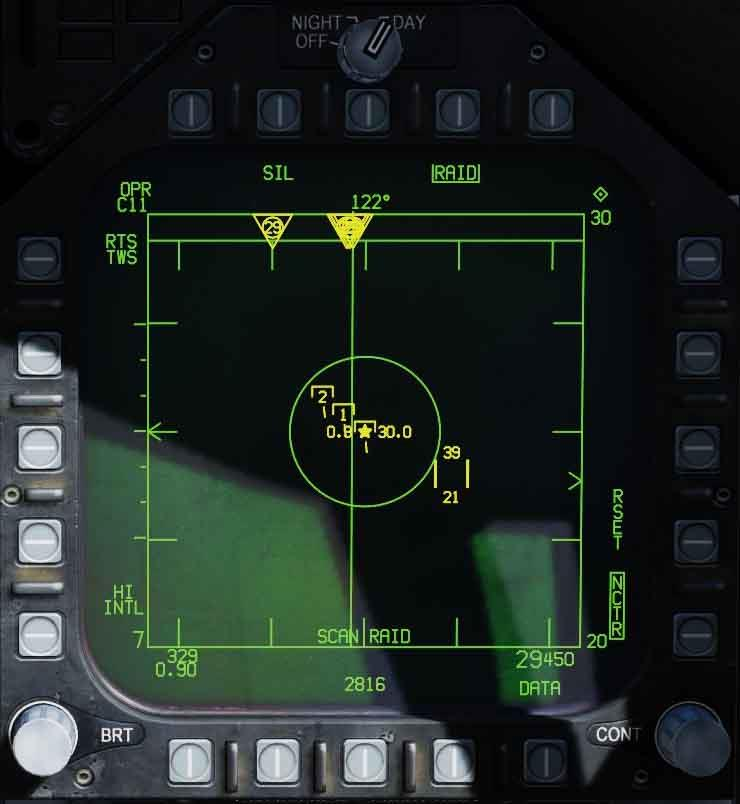 NIGHT DAY
OFF
SIL RAID
OPR
C11
122°
30
29
RTS
TWS
2
1
0.8 30.0
39
21
RSET
NCTR
HI
INTL
7
SCAN RAID
20
329
0.90
29450
2816
DATA
BRT
CONT